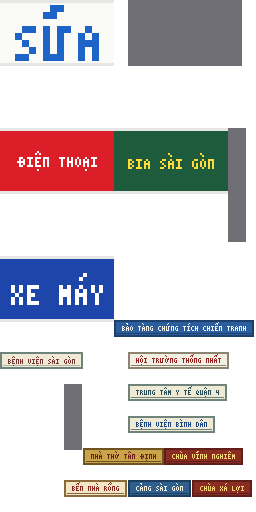 SỮA
ĐIỆN THOẠI
BIA SÀI GÒN
XE MÁY
BẢO TÀNG CHỨNG TÍCH CHIẾN TRANH
BỆNH VIỆN SÀI GÒN
HỘI TRƯỜNG THỐNG NHẤT
TRUNG TÂM Y TẾ QUẬN 4
BỆNH VIỆN BÌNH DÂN
NHÀ THỜ TÂN ĐỊNH
CHÙA VĨNH NGHIÊM
BẾN NHÀ RỒNG
CẢNG SÀI GÒN
CHÙA XÁ LỢI